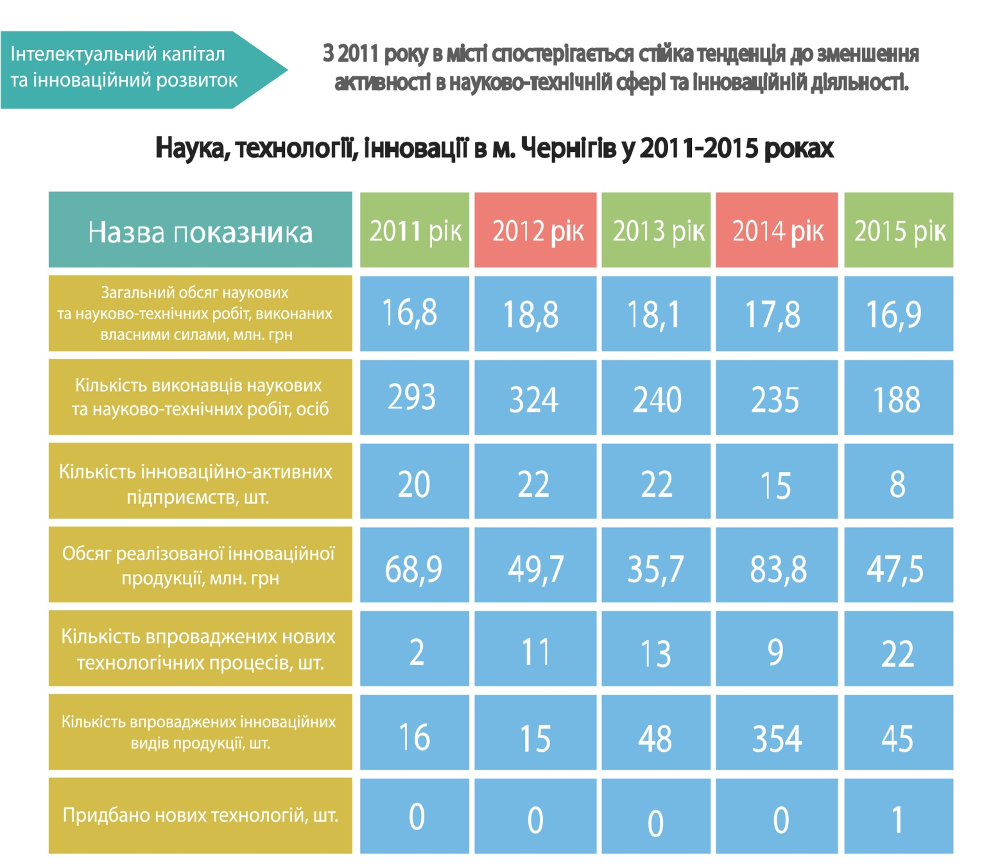 Інтелектуальний капітал
та інноваційний розвиток
З 2011 року в місті спостерігається стійка тенденція до зменшення
активності в науково-технічній сфері та інноваційній діяльності.
Наука, технології, інновації в м. Чернігів у 2011-2015 роках
Назва показника 2011 рік 2012 рік 2013 рік 2014 рік 2015 рік
Загальний обсяг наукових
та науково-технічних робіт, виконаних
власними силами, млн. грн
16,8 18,8 18,1 17,8 16,9
Кількість виконавців наукових
та науково-технічних робіт, осіб
293 324 240 235 188
Кількість інноваційно-активних
підприємств, шт.
20 22 22 15 8
Обсяг реалізованої інноваційної
продукції, млн. грн
68,9 49,7 35,7 83,8 47,5
Кількість впроваджених нових
технологічних процесів, шт.
2 11 13 9 22
Кількість впроваджених інноваційних
видів продукції, шт.
16 15 48 354 45
Придбано нових технологій, шт. 0 0 0 0 1